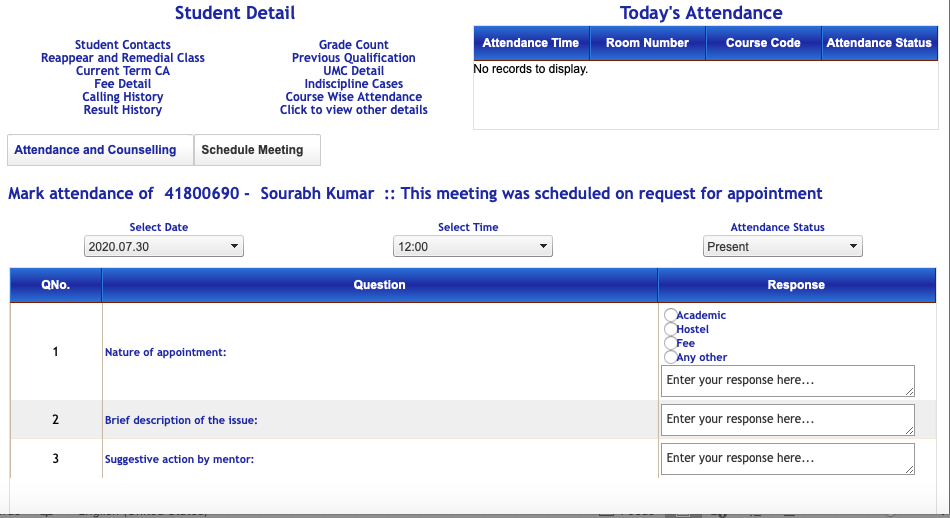 Student Detail
Student Contacts
Reappear and Remedial Class
Current Term CA
Fee Detail
Calling History
Result History
Grade Count
Previous Qualification
UMC Detail
Indiscipline Cases
Course Wise Attendance
Click to view other details
Today's Attendance
Attendance Time Room Number Course Code Attendance Status
No records to display.
Attendance and Counselling Schedule Meeting
Mark attendance of 41800690 - Sourabh Kumar :: This meeting was scheduled on request for appointment
Select Date Select Time Attendance Status
2020.07.30 12:00 Present
QNo. Question Response
1 Nature of appointment:
Academic
Hostel
Fee
Any other
Enter your response here...
2 Brief description of the issue: Enter your response here...
3 Suggestive action by mentor: Enter your response here...